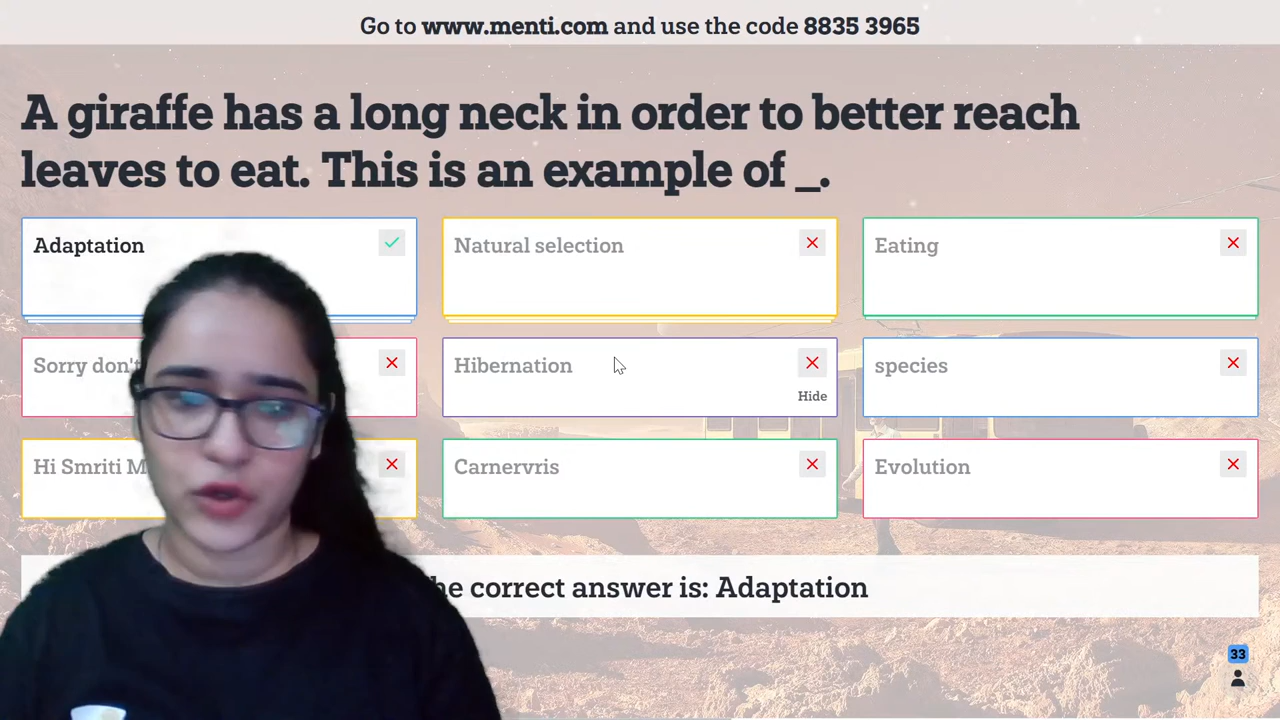 Go to www.menti.com and use the code 8835 3965
A giraffe has a long neck in order to better reach
leaves to eat. This is an example of _.
Adaptation
Natural selection
Eating
Sorry don't
Hibernation
Hide
species
Hi Smriti
Carnervris
Evolution
correct answer is: Adaptation
33